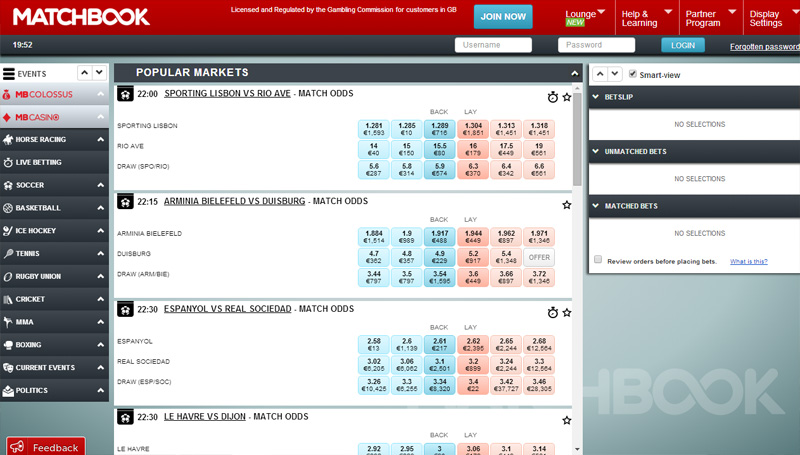 MATCHBOOK
Licensed and Regulated by the Gambling Commission for customers in GB
JOIN NOW
Lounge
NEW
Help & Learning
Partner Program
Display Settings
19:52
Username
Password
LOGIN
Forgotten password
EVENTS
MBCOLOSSUS
MBCASINO
HORSE RACING
LIVE BETTING
SOCCER
BASKETBALL
ICE HOCKEY
TENNIS
RUGBY UNION
CRICKET
MMA
BOXING
CURRENT EVENTS
POLITICS
Feedback
POPULAR MARKETS
22:00 SPORTING LISBON VS RIO AVE - MATCH ODDS
BACK LAY
SPORTING LISBON 1.281 1.285 1.289 1.304 1.313 1.318
€1,593 €10 €716 €1,851 €1,451 €1,451
RIO AVE 14 15 15.5 16 17.5 19
€40 €150 €80 €179 €449 €561
DRAW (SPO/RIO) 5.6 5.8 5.9 6.3 6.4 6.6
€287 €314 €574 €370 €342 €561
22:15 ARMINIA BIELEFELD VS DUISBURG - MATCH ODDS
BACK LAY
ARMINIA BIELEFELD 1.884 1.9 1.917 1.944 1.962 1.971
€1,514 €989 €488 €449 €897 €1,346
DUISBURG 4.7 4.8 4.9 5.2 5.4 OFFER
€362 €357 €229 €917 €1,348
DRAW (ARM/BIE) 3.44 3.5 3.54 3.6 3.66 3.72
€797 €797 €1,595 €449 €897 €1,346
22:30 ESPANYOL VS REAL SOCIEDAD - MATCH ODDS
BACK LAY
ESPANYOL 2.58 2.6 2.61 2.62 2.65 2.68
€13 €1,139 €217 €2,395 €2,244 €12,564
REAL SOCIEDAD 3.02 3.06 3.1 3.2 3.24 3.3
€6,205 €6,062 €2,501 €899 €2,244 €12,564
DRAW (ESP/SOC) 3.26 3.3 3.34 3.4 3.42 3.46
€10,425 €6,255 €8,320 €22 €37,727 €28,305
22:30 LE HAVRE VS DIJON - MATCH ODDS
BACK LAY
LE HAVRE 2.92 2.95 3 3.06 3.1 3.14
Smart-view
BETSLIP
NO SELECTIONS
UNMATCHED BETS
NO SELECTIONS
MATCHED BETS
NO SELECTIONS
Review orders before placing bets. What is this?